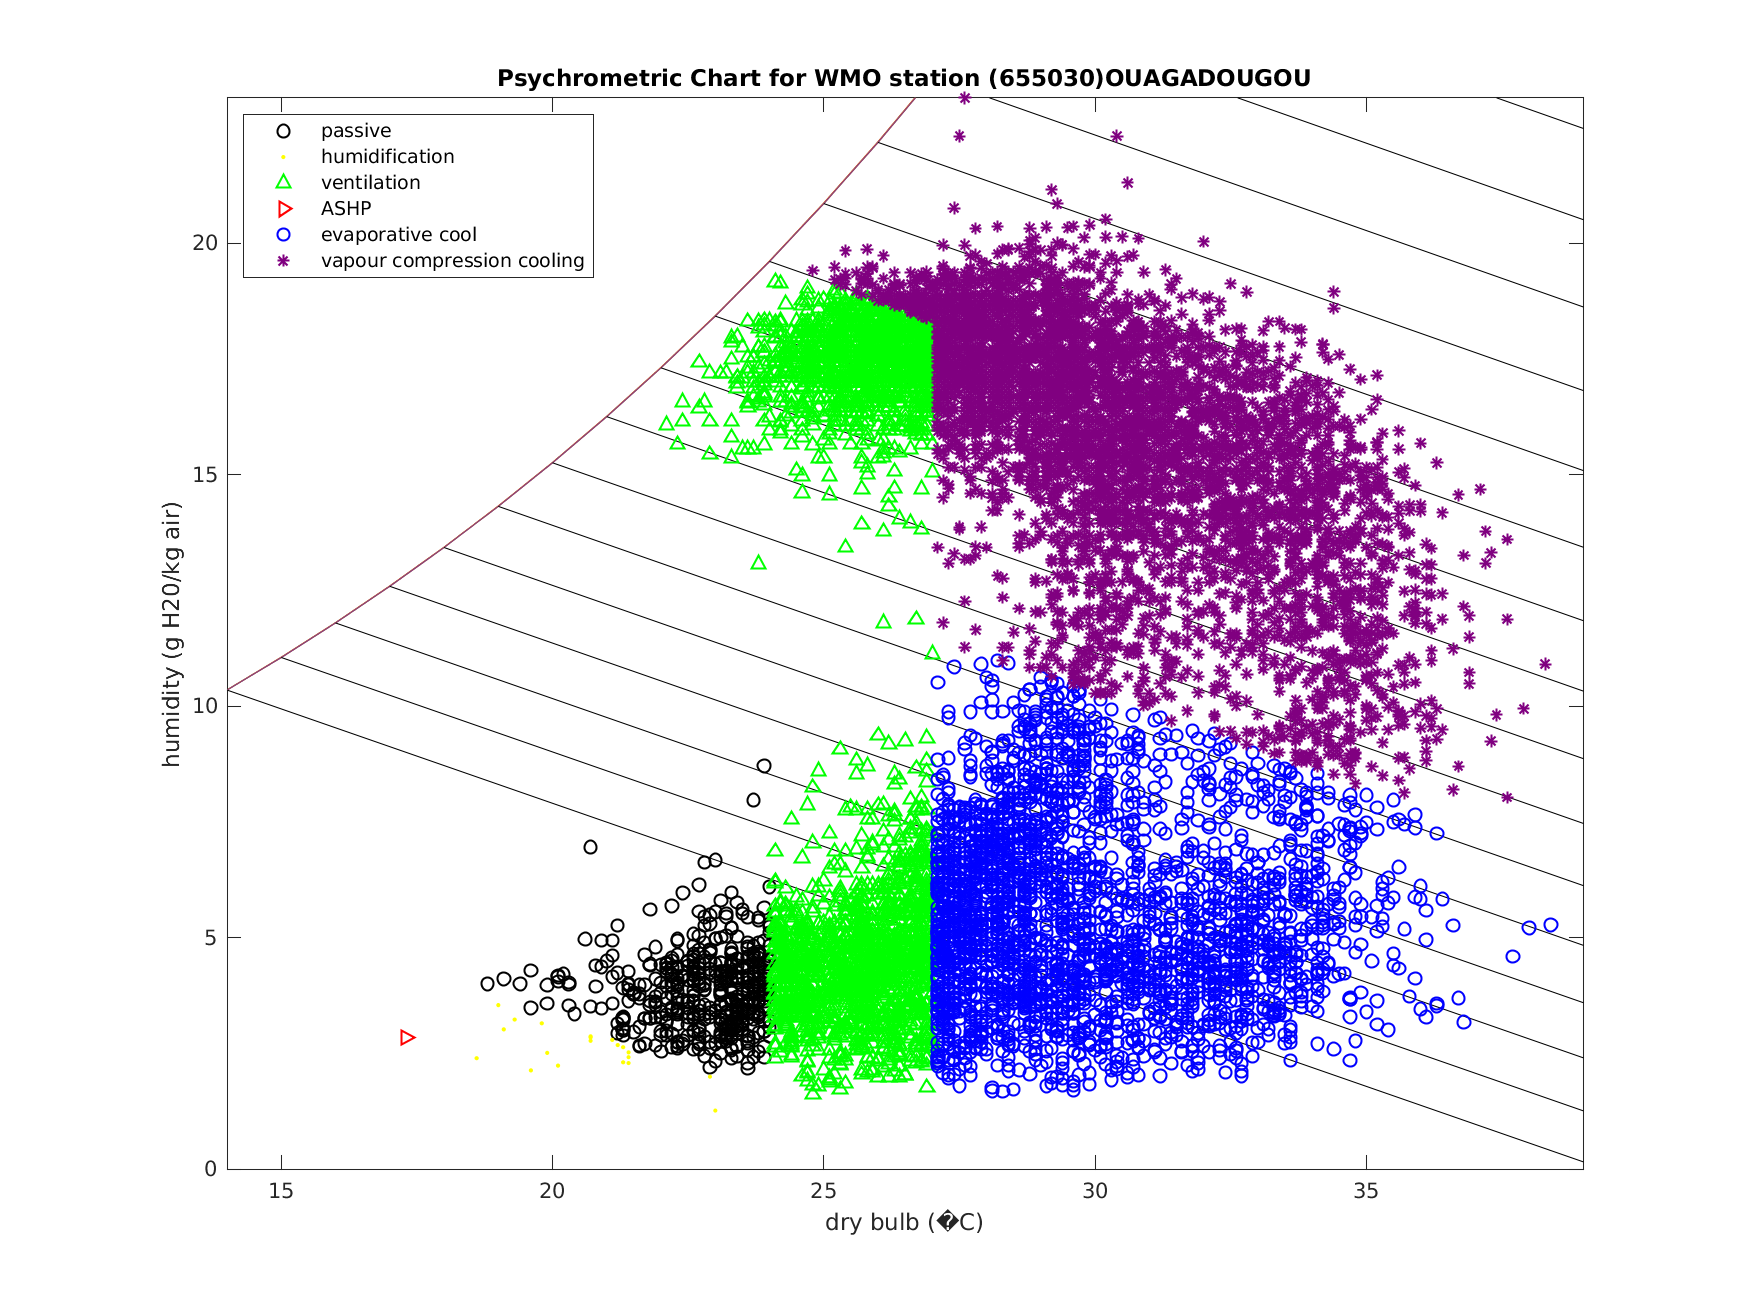 Psychrometric Chart for WMO station (655030)OUAGADOUGOU
passive
humidification
ventilation
ASHP
evaporative cool
vapour compression cooling
humidity (g H20/kg air)
20
15
10
5
0
15 20 25 30 35
dry bulb (�C)